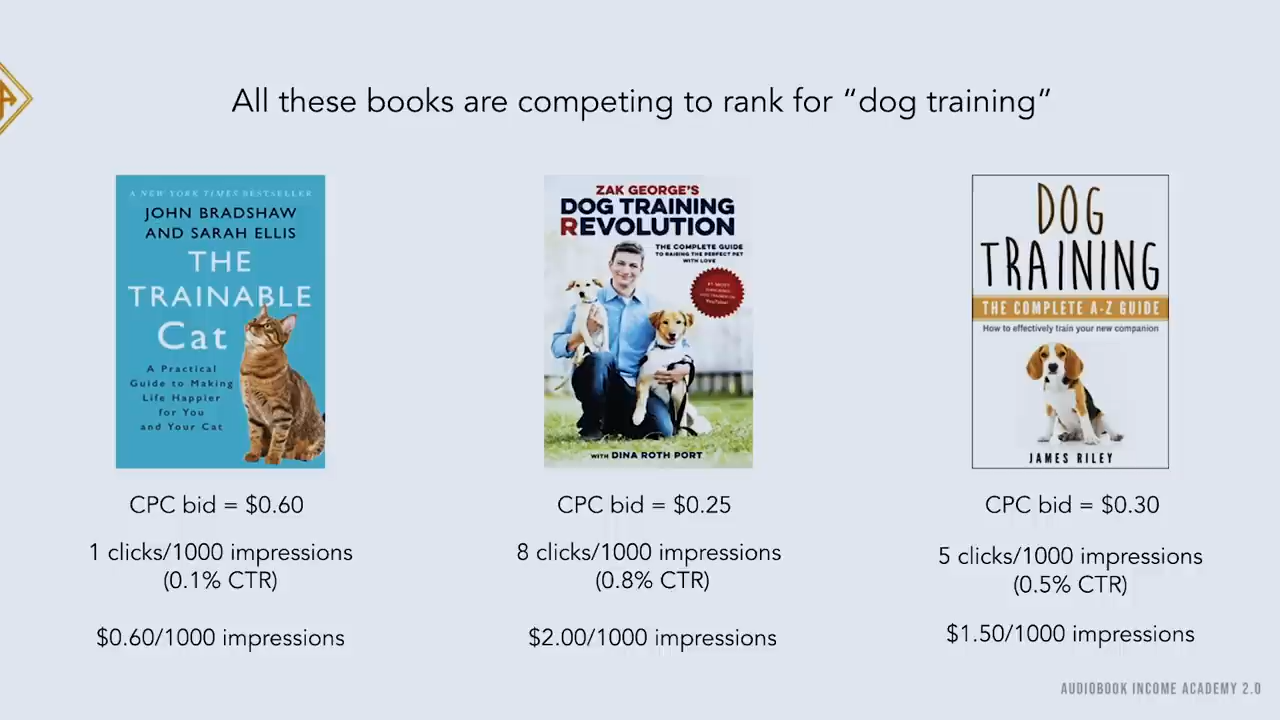 All these books are competing to rank for “dog training”
A NEW YORK TIMES BESTSELLER
JOHN BRADSHAW
AND SARAH ELLIS
THE
TRAINABLE
Cat
A Practical
Guide to Making
Life Happier
for You
and Your Cat
CPC bid = $0.60
1 clicks/1000 impressions
(0.1% CTR)
$0.60/1000 impressions
ZAK GEORGE'S
DOG TRAINING
REVOLUTION
THE COMPLETE GUIDE
TO RAISING THE PERFECT PET
WITH LOVE
WITH DINA ROTH PORT
CPC bid = $0.25
8 clicks/1000 impressions
(0.8% CTR)
$2.00/1000 impressions
DOG
TRAINING
THE COMPLETE A-Z GUIDE
How to effectively train your new companion
JAMES RILEY
CPC bid = $0.30
5 clicks/1000 impressions
(0.5% CTR)
$1.50/1000 impressions
AUDIOBOOK INCOME ACADEMY 2.0